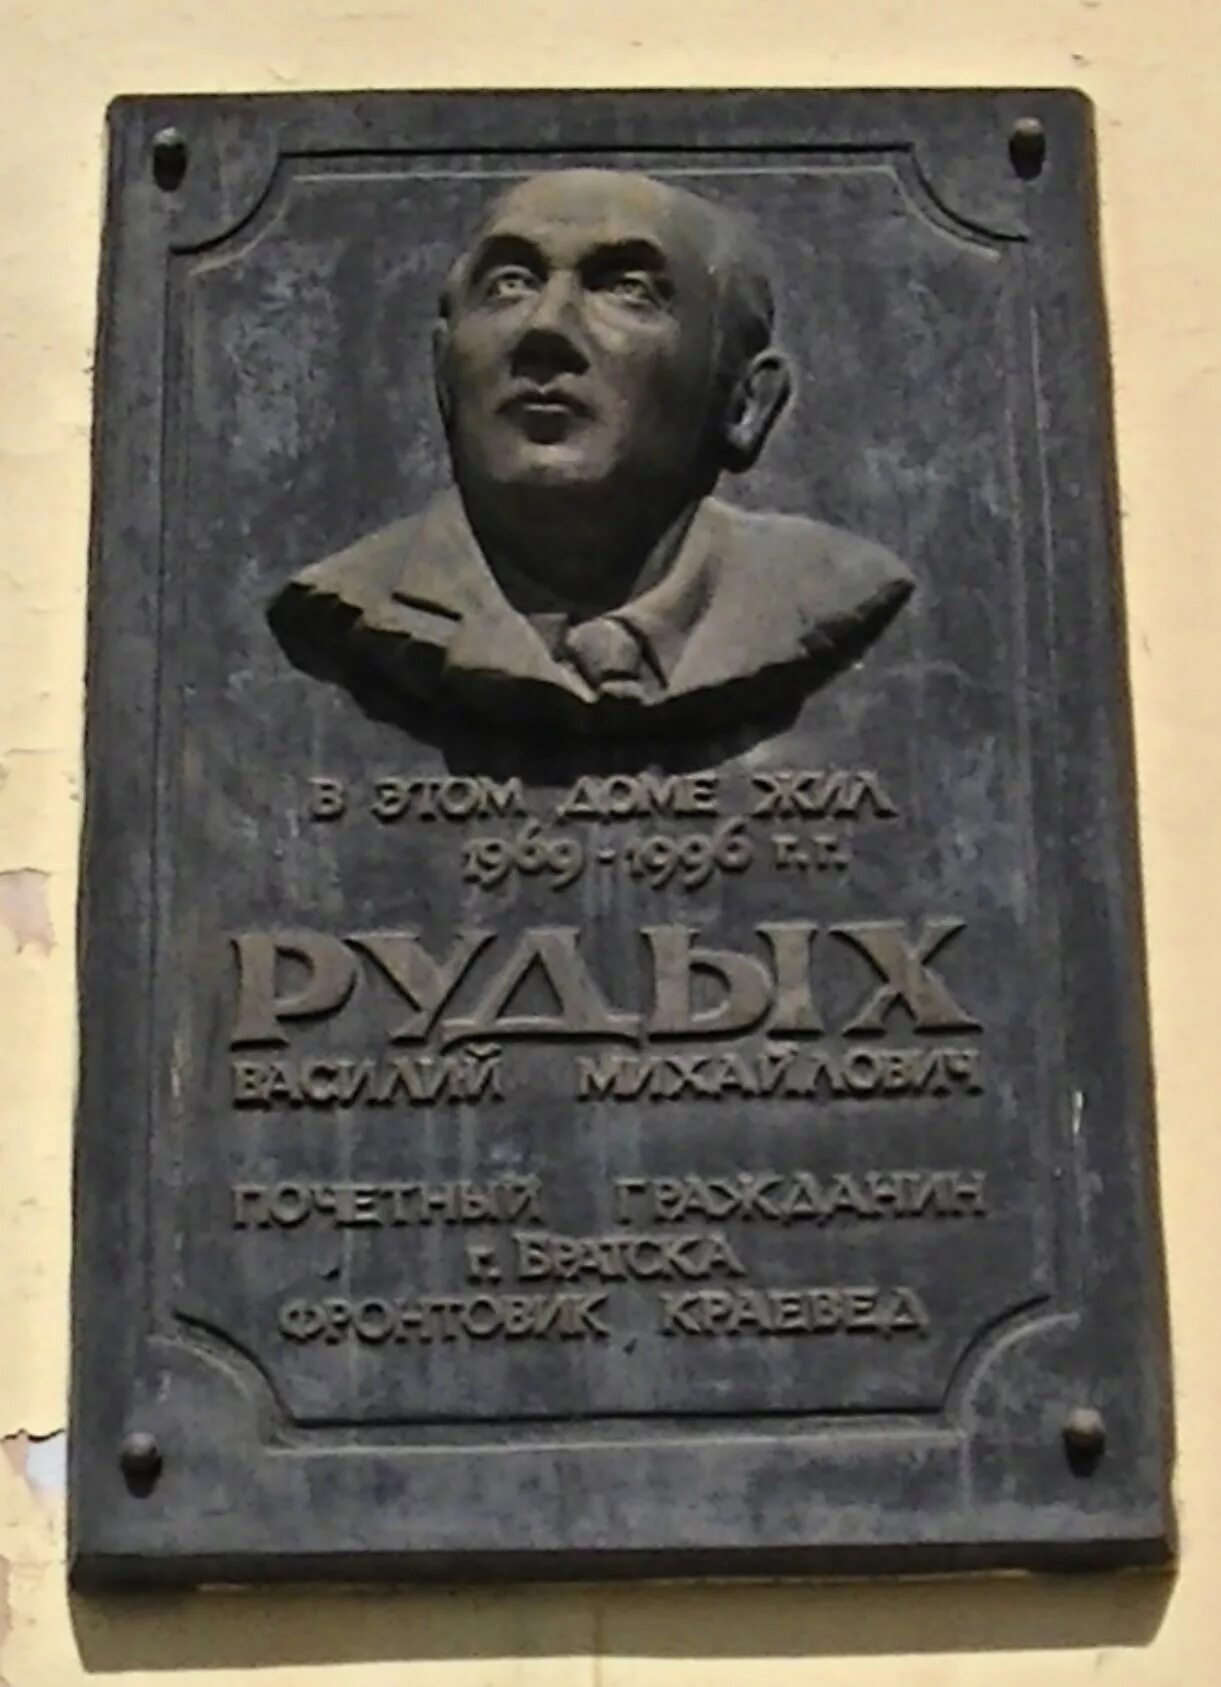 В ЭТОМ ДОМЕ ЖИЛ
1969-1996 г.г.
РУДЫХ
ВАСИЛИЙ МИХАЙЛОВИЧ
ПОЧЕТНЫЙ ГРАЖДАНИН
г. БРАТСКА
ФРОНТОВИК, КРАЕВЕД